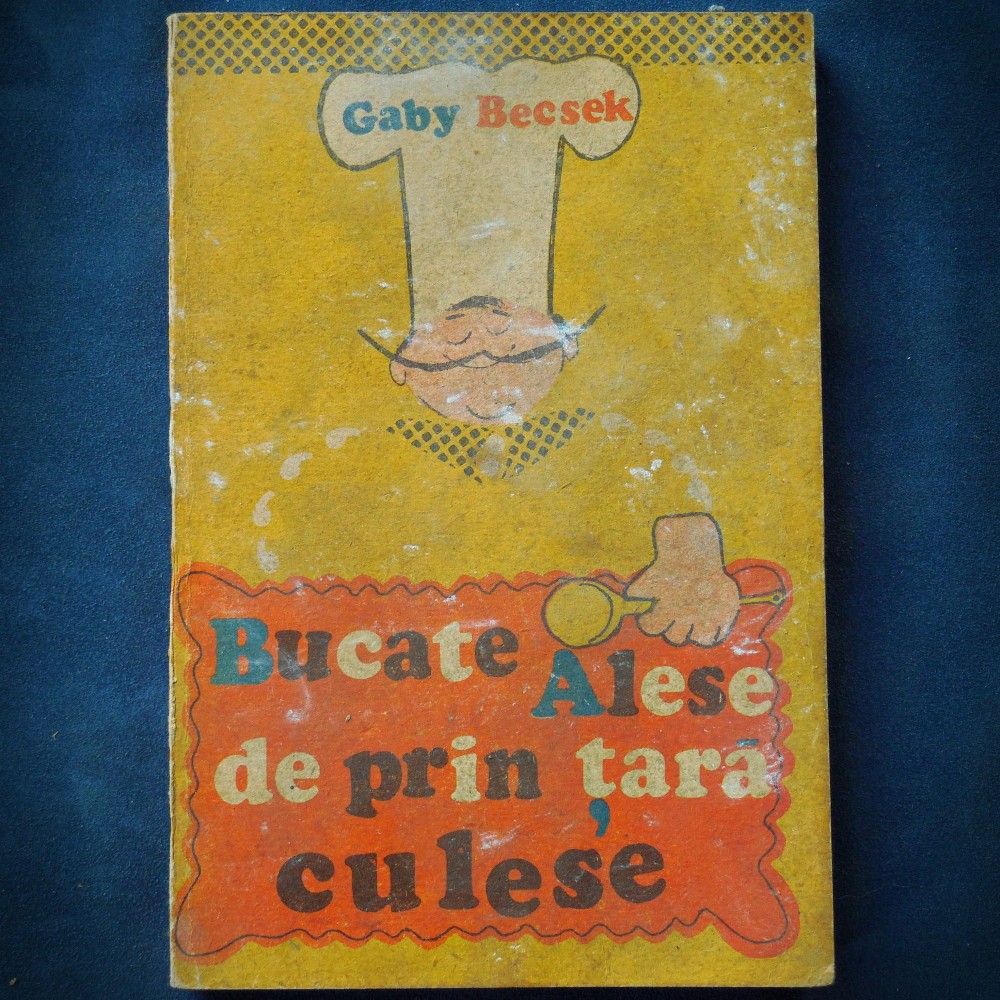 Gaby Becsek
Bucate Alese
de prin țară
culese